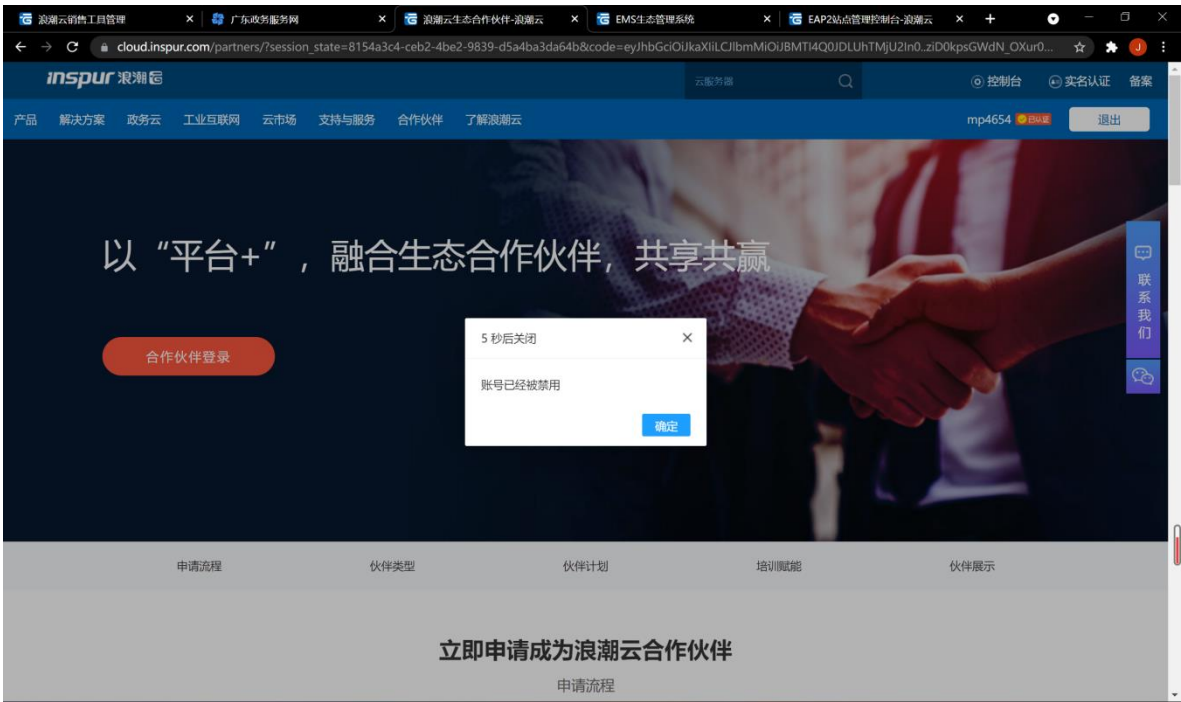 浪潮云销售工具管理
广东政务服务网
浪潮云生态合作伙伴-浪潮云
EMS生态管理系统
EAP2站点管理控制台-浪潮云
cloud.inspur.com/partners/?session_state=8154a3c4-ceb2-4be2-9839-d5a4ba3da64b&code=eyJhbGciOiJkaXIiLCJlbmMiOiJBMTI4Q0JDLUhTMjU2In0..ziD0kpsGWdN_OXur0...
J
inspur 浪潮
云服务器
控制台
实名认证
备案
产品 解决方案 政务云 工业互联网 云市场 支持与服务 合作伙伴 了解浪潮云
mp4654 已认证 退出
以“平台+”，融合生态合作伙伴，共享共赢
合作伙伴登录
5 秒后关闭
账号已经被禁用
确定
联系我们
申请流程 伙伴类型 伙伴计划 培训赋能 伙伴展示
立即申请成为浪潮云合作伙伴
申请流程